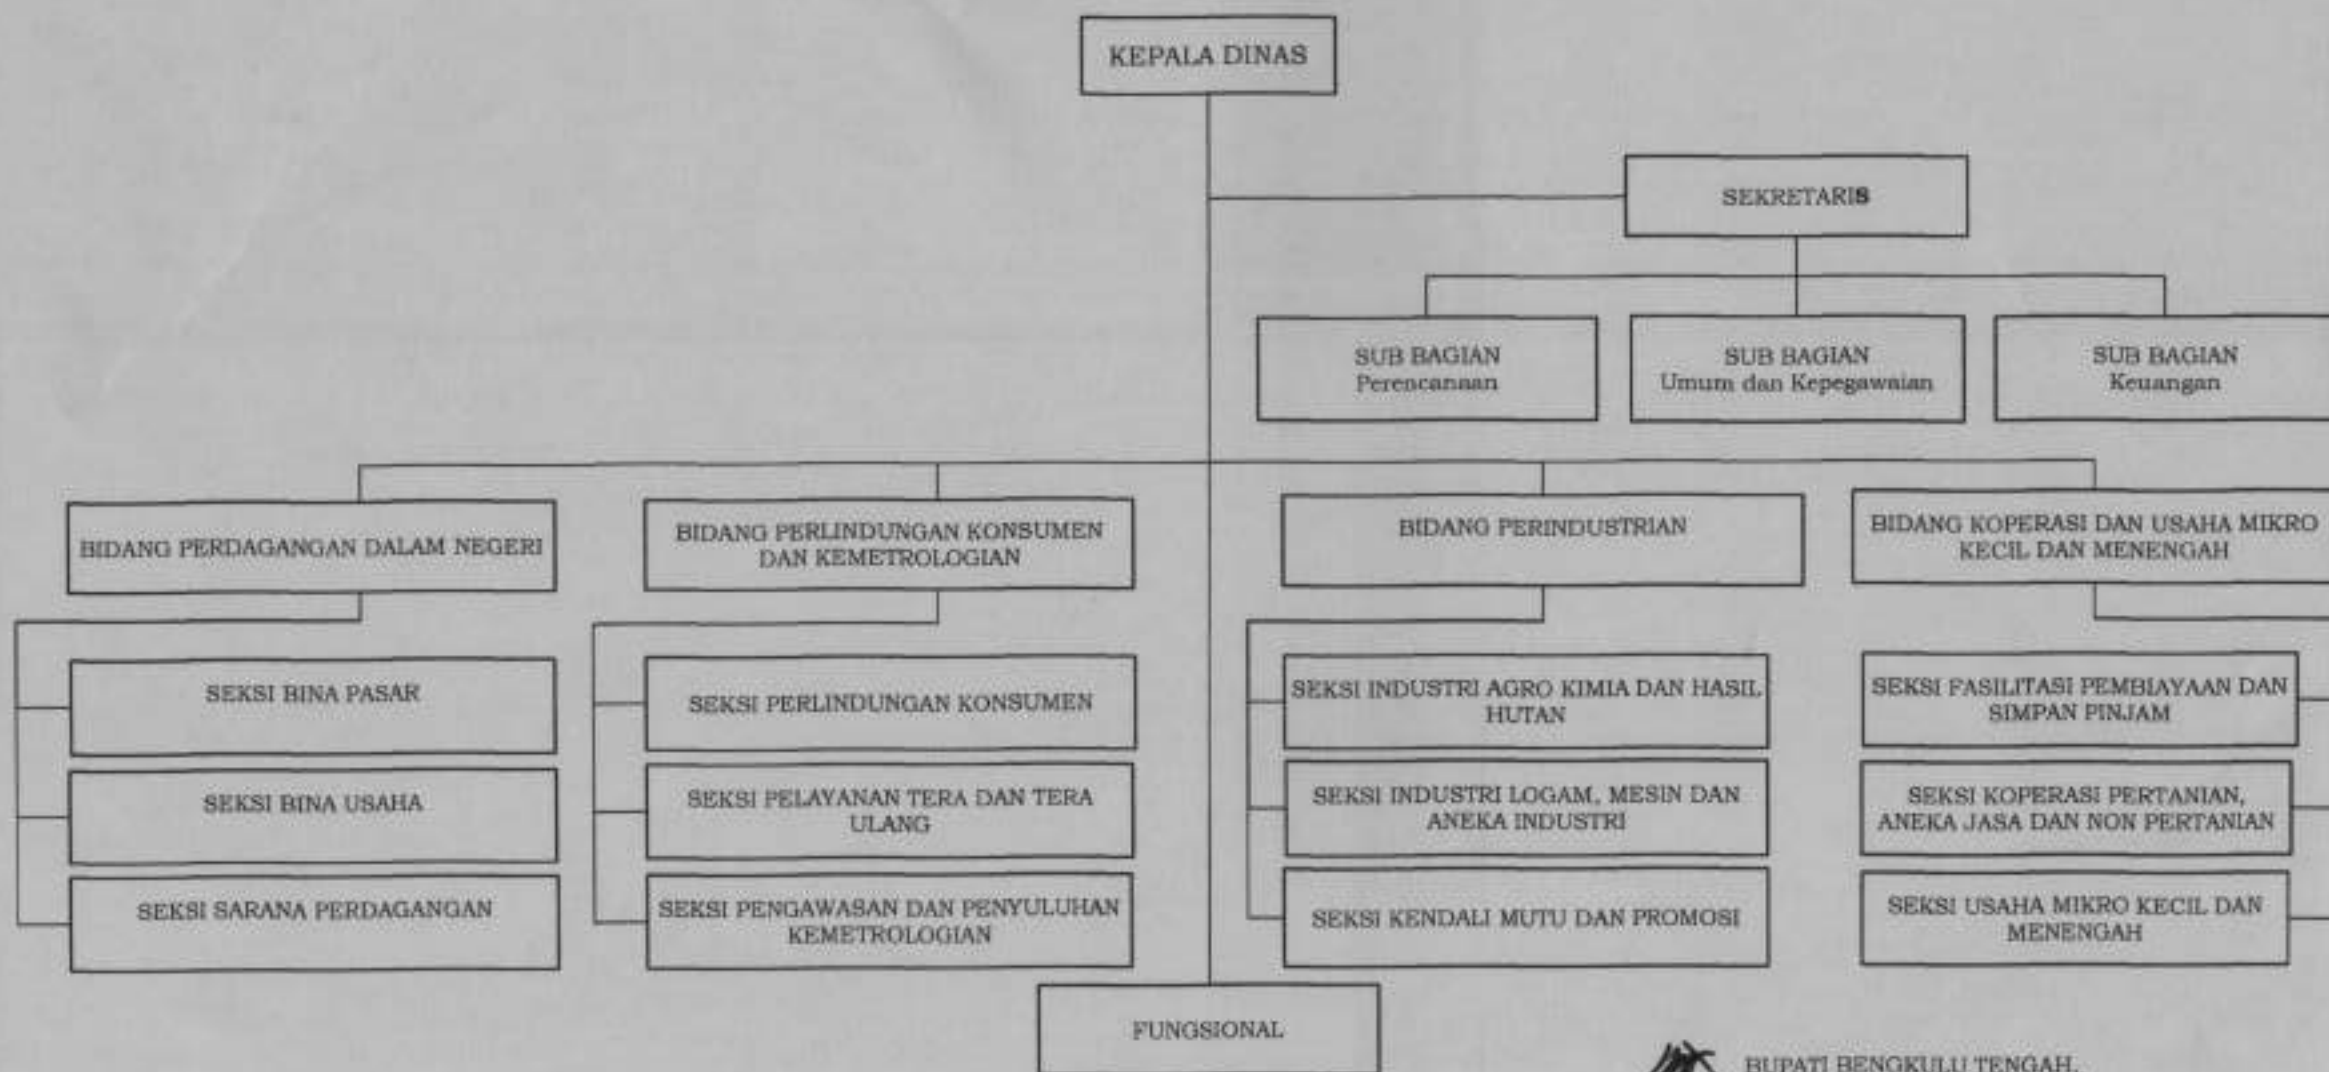 KEPALA DINAS
SEKRETARIS
SUB BAGIAN
Perencanaan
SUB BAGIAN
Umum dan Kepegawaian
SUB BAGIAN
Keuangan
BIDANG PERDAGANGAN DALAM NEGERI
BIDANG PERLINDUNGAN KONSUMEN
DAN KEMETROLOGIAN
BIDANG PERINDUSTRIAN
BIDANG KOPERASI DAN USAHA MIKRO
KECIL DAN MENENGAH
SEKSI BINA PASAR
SEKSI BINA USAHA
SEKSI SARANA PERDAGANGAN
SEKSI PERLINDUNGAN KONSUMEN
SEKSI PELAYANAN TERA DAN TERA
ULANG
SEKSI PENGAWASAN DAN PENYULUHAN
KEMETROLOGIAN
SEKSI INDUSTRI AGRO KIMIA DAN HASIL
HUTAN
SEKSI INDUSTRI LOGAM, MESIN DAN
ANEKA INDUSTRI
SEKSI KENDALI MUTU DAN PROMOSI
SEKSI FASILITASI PEMBIAYAAN DAN
SIMPAN PINJAM
SEKSI KOPERASI PERTANIAN,
ANEKA JASA DAN NON PERTANIAN
SEKSI USAHA MIKRO KECIL DAN
MENENGAH
FUNGSIONAL
BUPATI BENGKULU TENGAH,